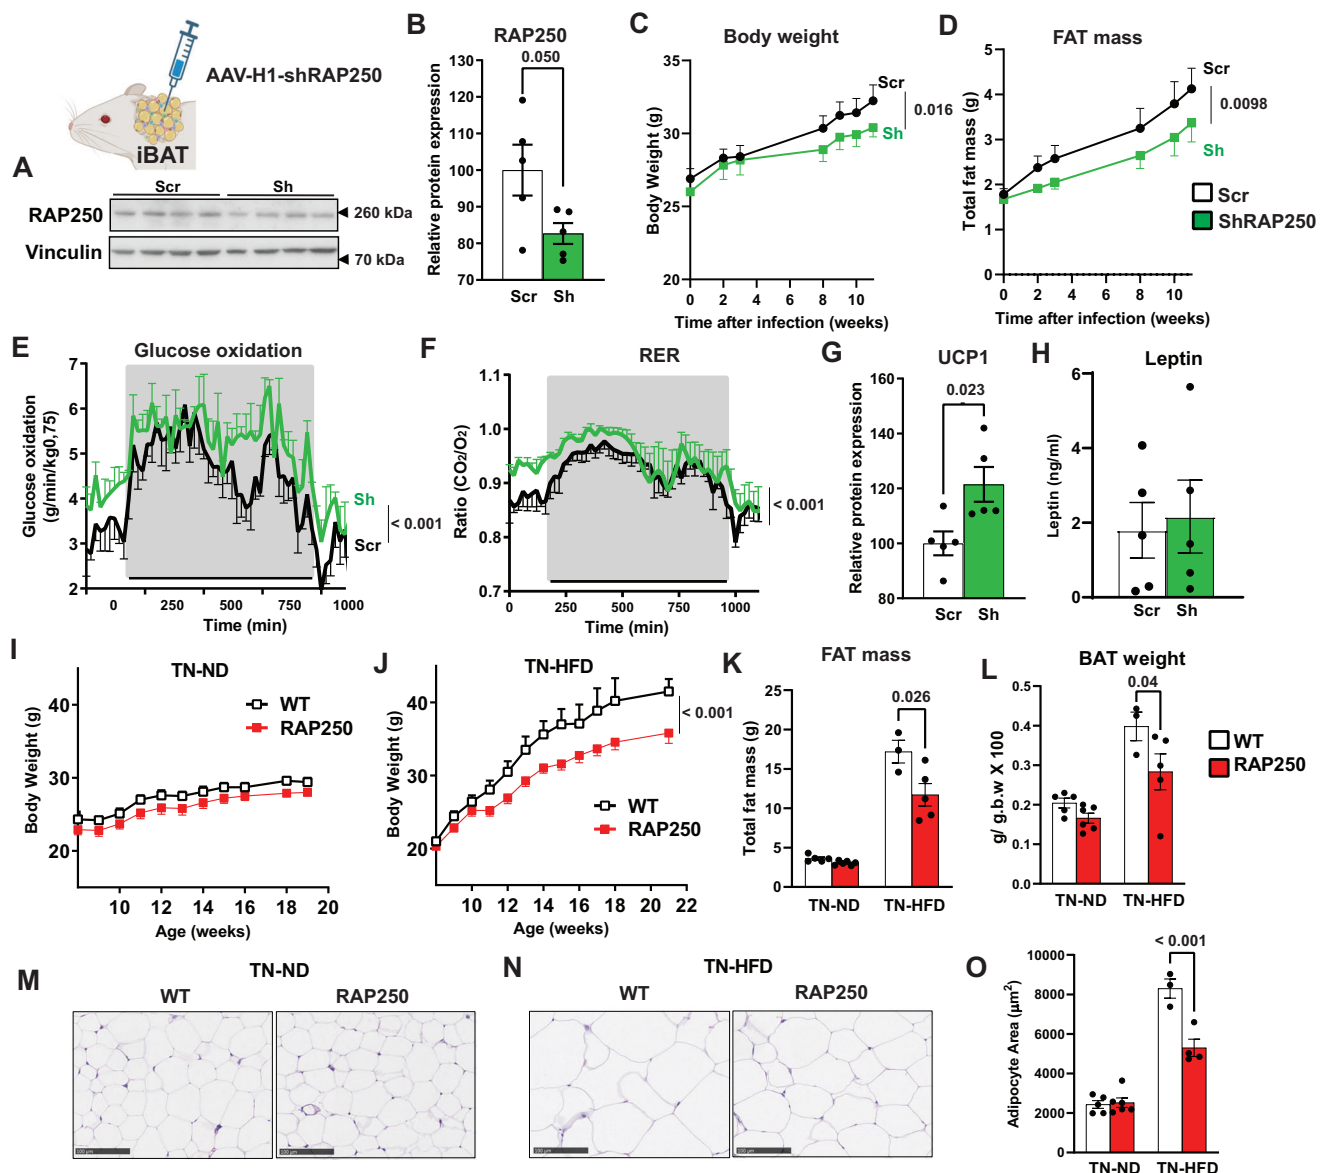 AAV-H1-shRAP250
iBAT
A
Scr
Sh
RAP250
260 kDa
Vinculin
70 kDa
B
RAP250
0.050
Relative protein expression
130
120
110
100
90
80
70
Scr
Sh
C
Body weight
Body Weight (g)
35
30
25
20
Scr
0.016
Sh
0
2
4
6
8
10
Time after infection (weeks)
D
FAT mass
Total fat mass (g)
5
4
3
2
1
0
Scr
0.0098
Sh
0
2
4
6
8
10
Time after infection (weeks)
Scr
ShRAP250
E
Glucose oxidation
Glucose oxidation
(g/min/kg0,75)
7
6
5
4
3
2
Sh
< 0.001
Scr
0
250
500
750
1000
Time (min)
F
RER
Ratio (CO2/O2)
1.1
1.0
0.9
0.8
0.7
< 0.001
0
250
500
750
1000
Time (min)
G
UCP1
0.023
Relative protein expression
160
140
120
100
80
Scr
Sh
H
Leptin
Leptin (ng/ml)
6
4
2
0
Scr
Sh
I
TN-ND
Body Weight (g)
40
30
20
WT
RAP250
10
12
14
16
18
20
Age (weeks)
J
TN-HFD
Body Weight (g)
40
30
20
< 0.001
WT
RAP250
8
10
12
14
16
18
20
22
Age (weeks)
K
FAT mass
0.026
Total fat mass (g)
25
20
15
10
5
0
TN-ND
TN-HFD
L
BAT weight
0.04
g/ g.b.w X 100
0.5
0.4
0.3
0.2
0.1
0.0
TN-ND
TN-HFD
WT
RAP250
M
TN-ND
WT
RAP250
100 µm
100 µm
N
TN-HFD
WT
RAP250
100 µm
100 µm
O
< 0.001
Adipocyte Area (µm²)
10000
8000
6000
4000
2000
0
TN-ND
TN-HFD